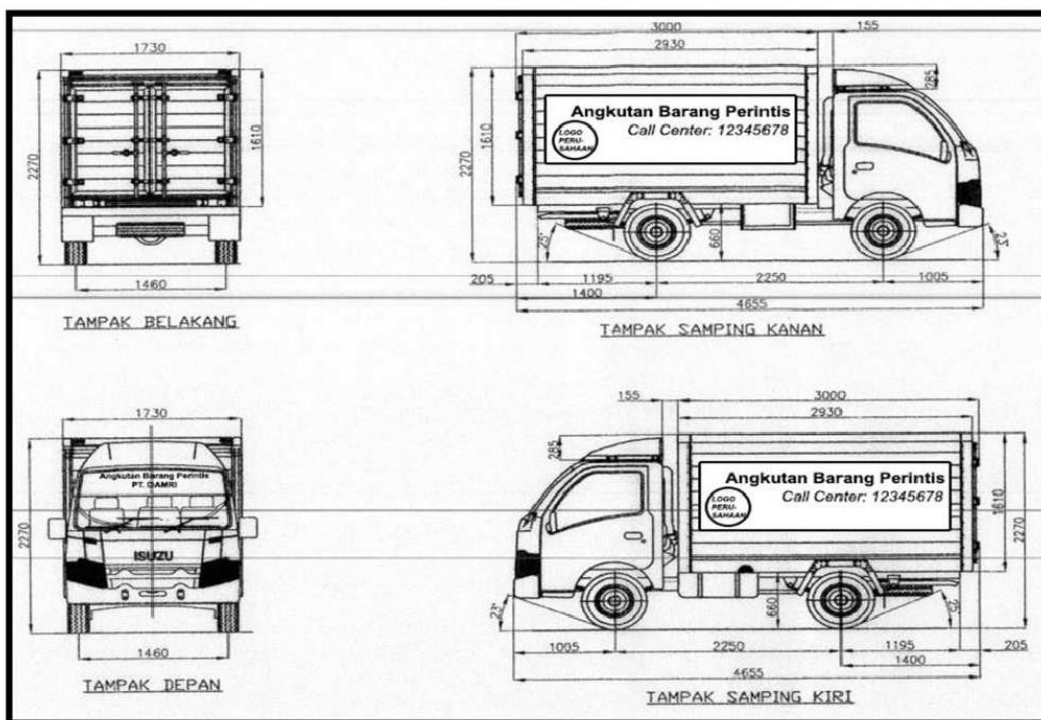 1730
2270
1610
1460
TAMPAK BELAKANG
3000
155
2930
285
2270
1610
Angkutan Barang Perintis
Call Center: 12345678
LOGO
PERU-
SAHAAN
25°
660
23°
205
1195
2250
1005
1400
4655
TAMPAK SAMPING KANAN
1730
2270
Angkutan Barang Perintis
PT. DAMRI
ISUZU
1460
TAMPAK DEPAN
155
3000
2930
285
Angkutan Barang Perintis
Call Center: 12345678
LOGO
PERU-
SAHAAN
1610
2270
23°
660
25°
1005
2250
1195
205
1400
4655
TAMPAK SAMPING KIRI